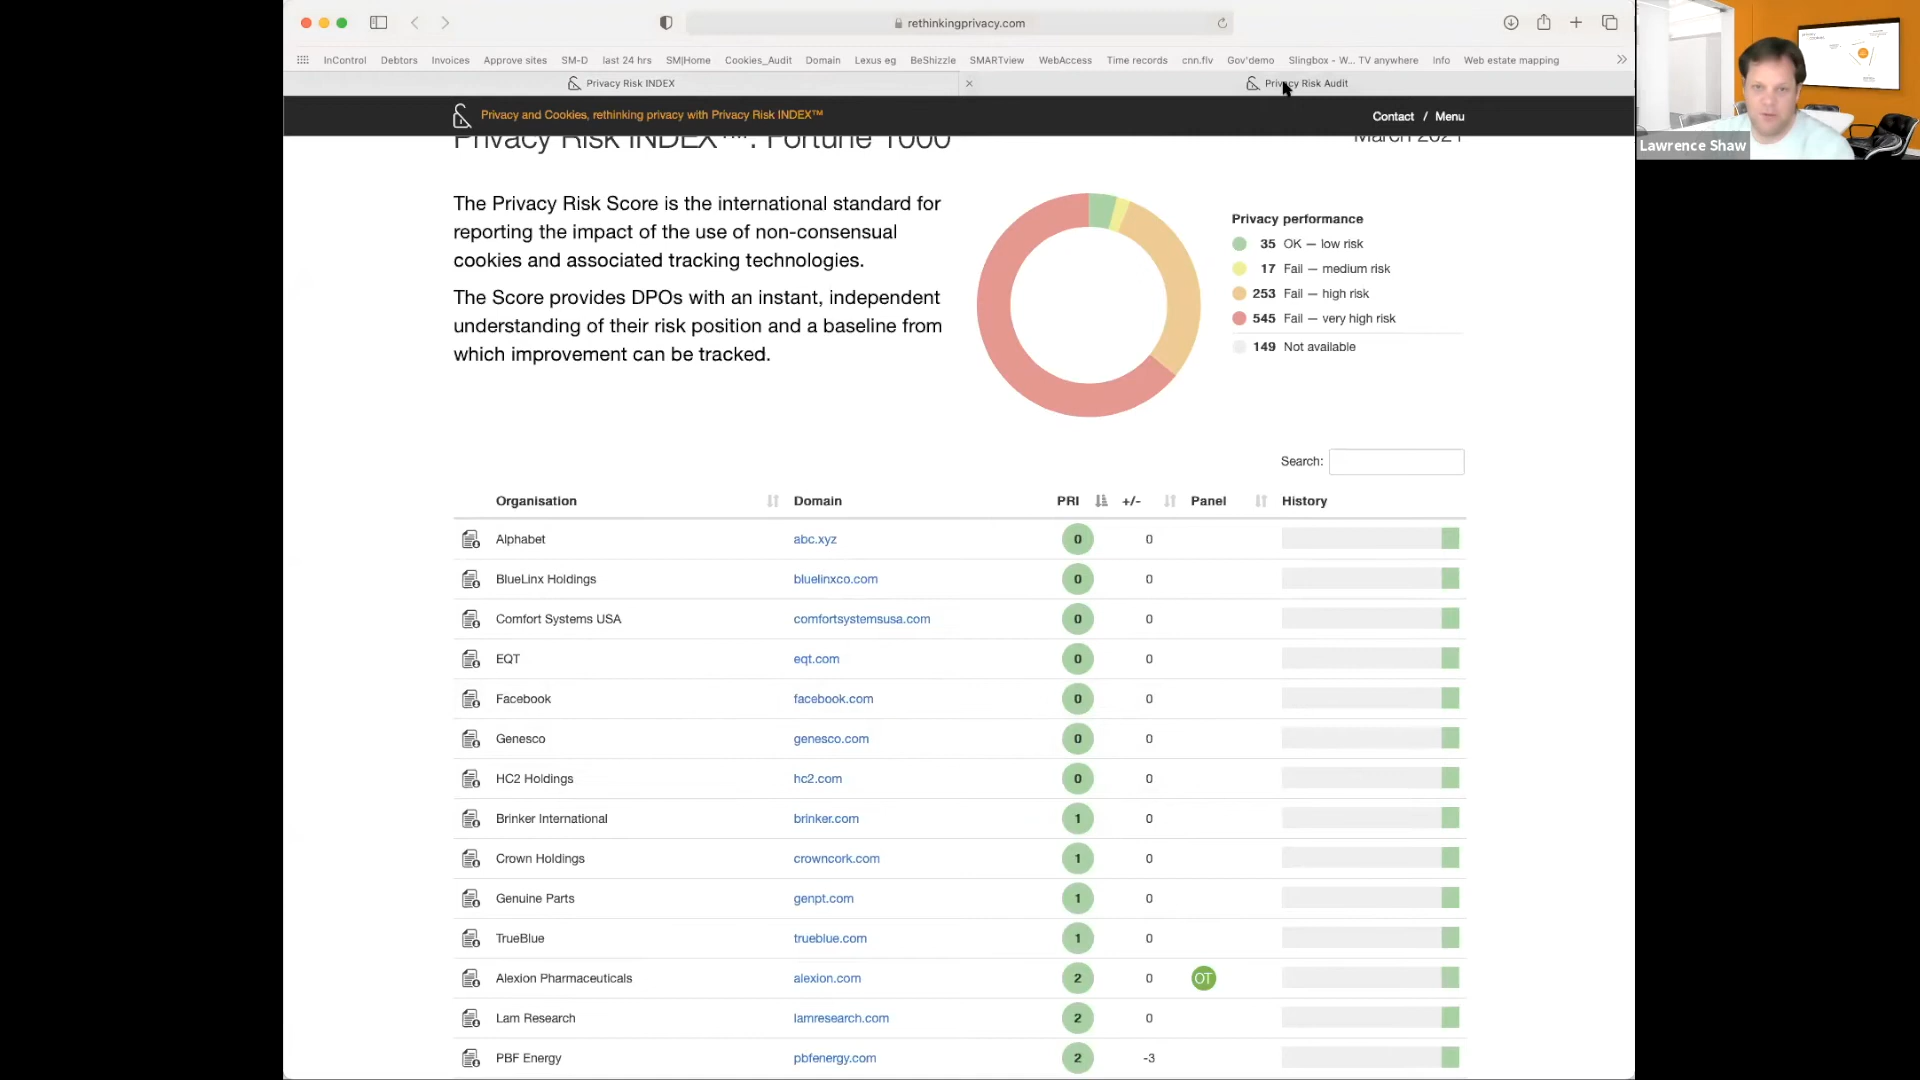 rethinkingprivacy.com
InControl Debtors Invoices Approve sites SM-D last 24 hrs SM|Home Cookies_Audit Domain Lexus eg BeShizzle SMARTview WebAccess Time records cnn.flv Gov'demo Slingbox - W... TV anywhere Info Web estate mapping
Privacy Risk INDEX Privacy Risk Audit
Privacy and Cookies, rethinking privacy with Privacy Risk INDEX™ Contact / Menu
Privacy Risk INDEX™: Fortune 1000 March 2021
Lawrence Shaw
The Privacy Risk Score is the international standard for
reporting the impact of the use of non-consensual
cookies and associated tracking technologies.
The Score provides DPOs with an instant, independent
understanding of their risk position and a baseline from
which improvement can be tracked.
Privacy performance
35 OK — low risk
17 Fail — medium risk
253 Fail — high risk
545 Fail — very high risk
149 Not available
Search:
Organisation Domain PRI +/- Panel History
Alphabet abc.xyz 0 0
BlueLinx Holdings bluelinxco.com 0 0
Comfort Systems USA comfortsystemsusa.com 0 0
EQT eqt.com 0 0
Facebook facebook.com 0 0
Genesco genesco.com 0 0
HC2 Holdings hc2.com 0 0
Brinker International brinker.com 1 0
Crown Holdings crowncork.com 1 0
Genuine Parts genpt.com 1 0
TrueBlue trueblue.com 1 0
Alexion Pharmaceuticals alexion.com 2 0 OT
Lam Research lamresearch.com 2 0
PBF Energy pbfenergy.com 2 -3